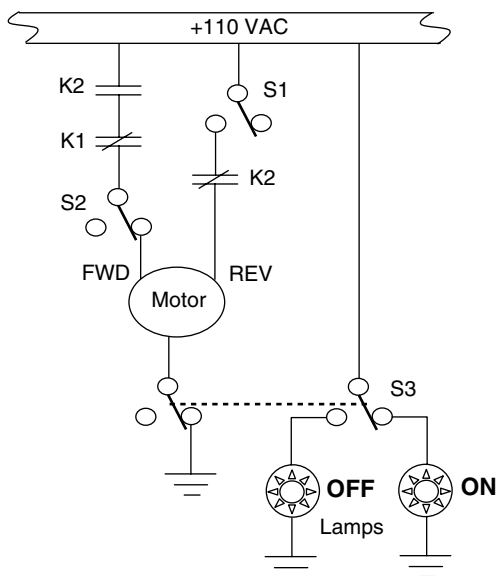 +110 VAC
K2
S1
K1
K2
S2
FWD
REV
Motor
S3
OFF
ON
Lamps